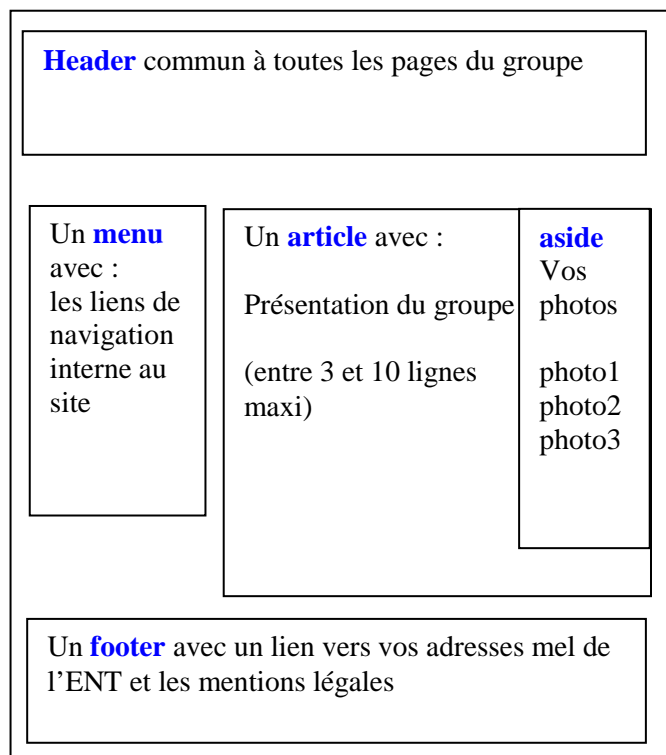 Header commun à toutes les pages du groupe
Un menu
avec :
les liens de
navigation
interne au
site
Un article avec :
Présentation du groupe
(entre 3 et 10 lignes
maxi)
aside
Vos
photos
photo1
photo2
photo3
Un footer avec un lien vers vos adresses mel de
l’ENT et les mentions légales